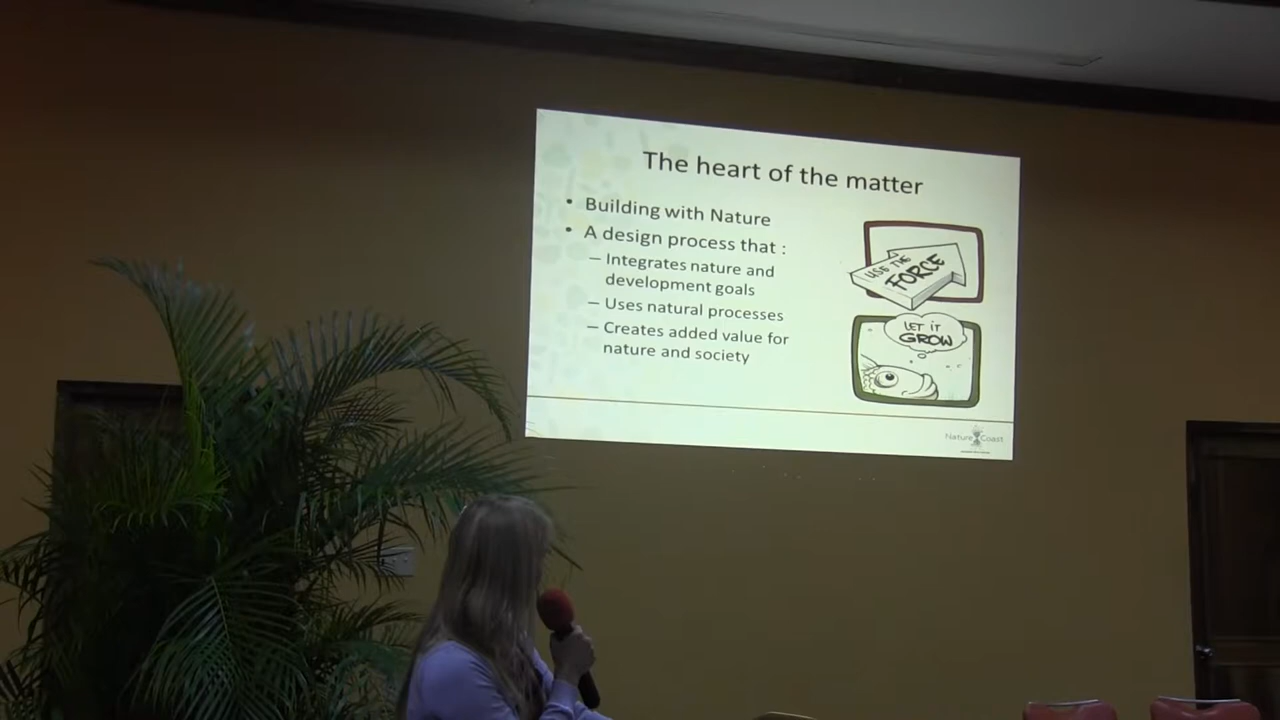 The heart of the matter
• Building with Nature
• A design process that :
– Integrates nature and
development goals
– Uses natural processes
– Creates added value for
nature and society
USE THE
FORCE
LET IT
GROW
Nature Coast